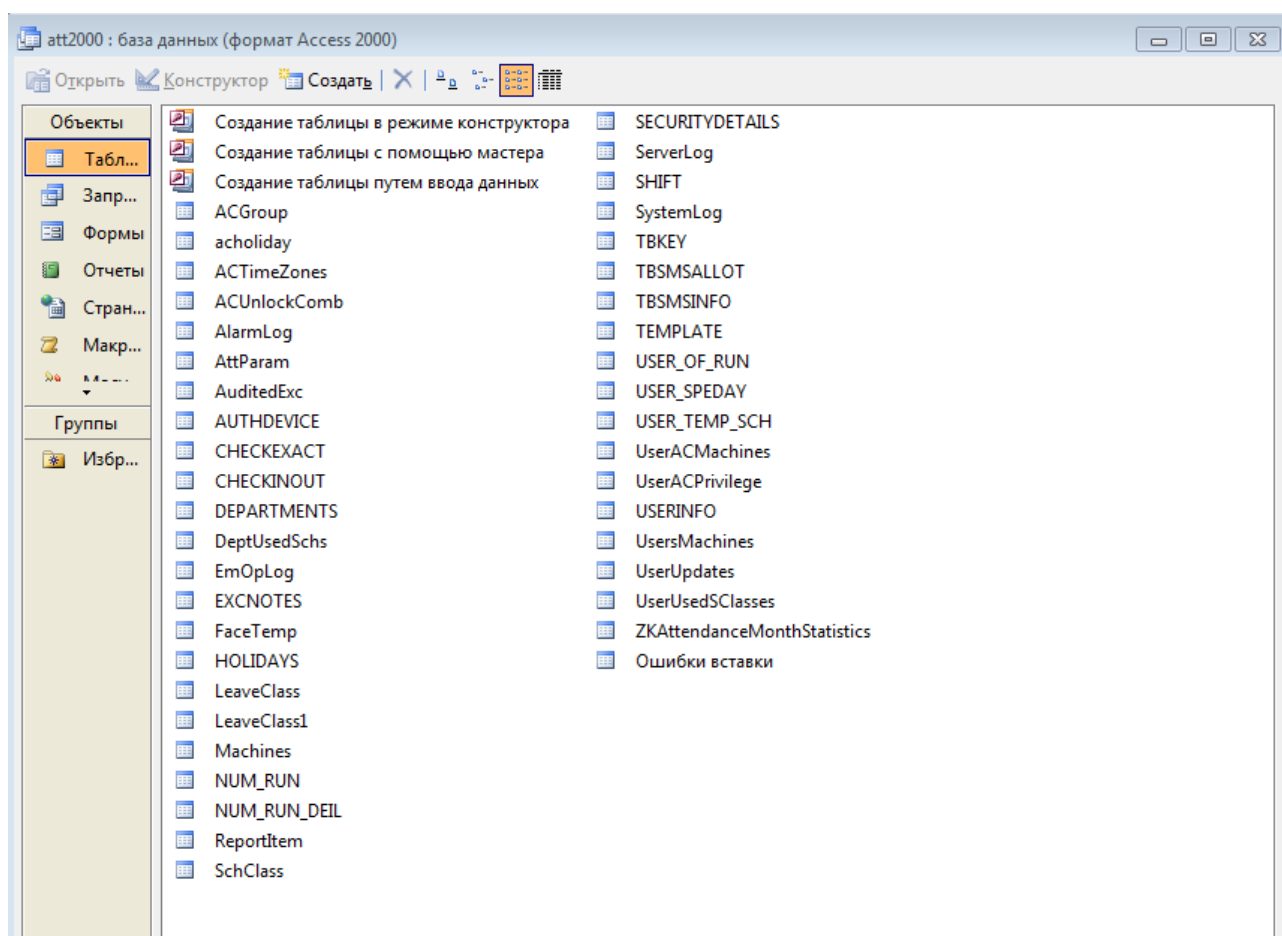 att2000 : база данных (формат Access 2000)
Открыть Конструктор Создать
Объекты
Табл...
Запр...
Формы
Отчеты
Стран...
Макр...
Группы
Избр...
Создание таблицы в режиме конструктора
Создание таблицы с помощью мастера
Создание таблицы путем ввода данных
ACGroup
acholiday
ACTimeZones
ACUnlockComb
AlarmLog
AttParam
AuditedExc
AUTHDEVICE
CHECKEXACT
CHECKINOUT
DEPARTMENTS
DeptUsedSchs
EmOpLog
EXCNOTES
FaceTemp
HOLIDAYS
LeaveClass
LeaveClass1
Machines
NUM_RUN
NUM_RUN_DEIL
ReportItem
SchClass
SECURITYDETAILS
ServerLog
SHIFT
SystemLog
TBKEY
TBSMSALLOT
TBSMSINFO
TEMPLATE
USER_OF_RUN
USER_SPEDAY
USER_TEMP_SCH
UserACMachines
UserACPrivilege
USERINFO
UsersMachines
UserUpdates
UserUsedSClasses
ZKAttendanceMonthStatistics
Ошибки вставки